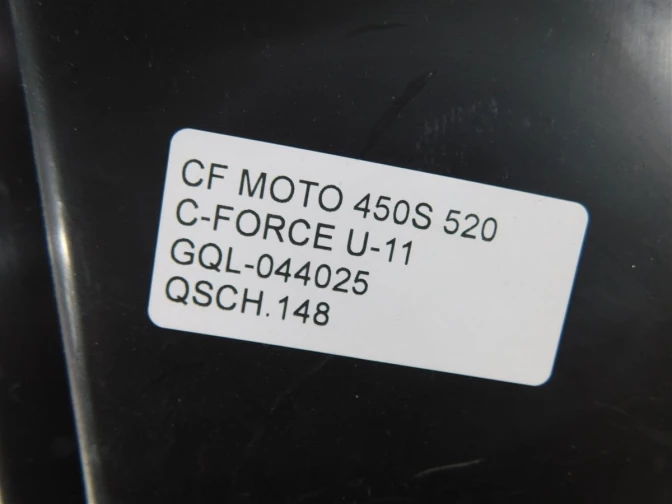 CF MOTO 450S 520
C-FORCE U-11
GQL-044025
QSCH.148